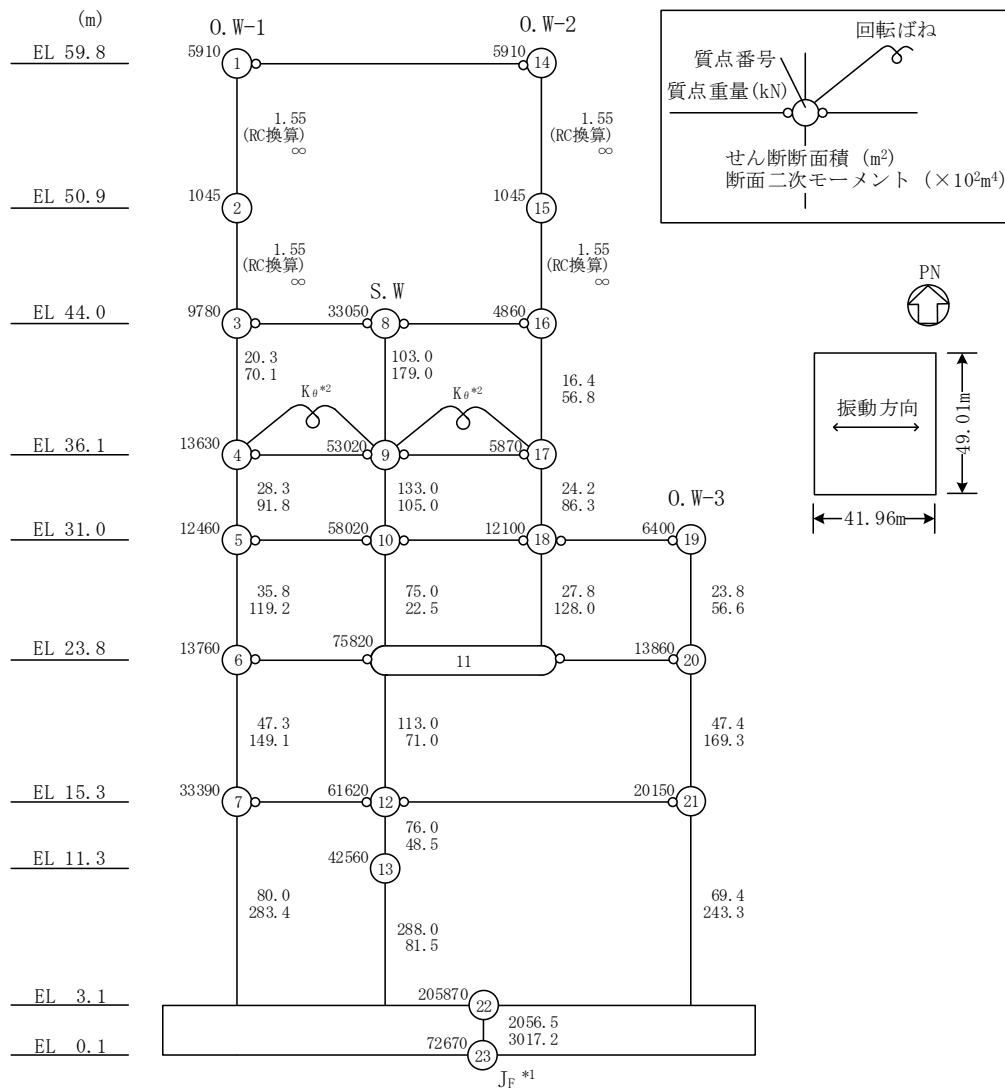 (m)
O.W-1
O.W-2
EL 59.8
5910
1
5910
14
1.55
(RC換算)
∞
1.55
(RC換算)
∞
EL 50.9
1045
2
1045
15
1.55
(RC換算)
∞
1.55
(RC換算)
∞
S.W
EL 44.0
9780
3
33050
8
4860
16
20.3
70.1
103.0
179.0
16.4
56.8
Kθ*2
Kθ*2
EL 36.1
13630
4
53020
9
5870
17
28.3
91.8
133.0
105.0
24.2
86.3
O.W-3
EL 31.0
12460
5
58020
10
12100
18
6400
19
35.8
119.2
75.0
22.5
27.8
128.0
23.8
56.6
EL 23.8
13760
6
75820
11
13860
20
47.3
149.1
113.0
71.0
47.4
169.3
EL 15.3
33390
7
61620
12
20150
21
76.0
48.5
EL 11.3
42560
13
80.0
283.4
288.0
81.5
69.4
243.3
EL 3.1
205870
22
2056.5
3017.2
EL 0.1
72670
23
JF *1
回転ばね
質点番号
質点重量(kN)
せん断断面積 (m²)
断面二次モーメント (×10²m⁴)
PN
振動方向
49.01m
41.96m